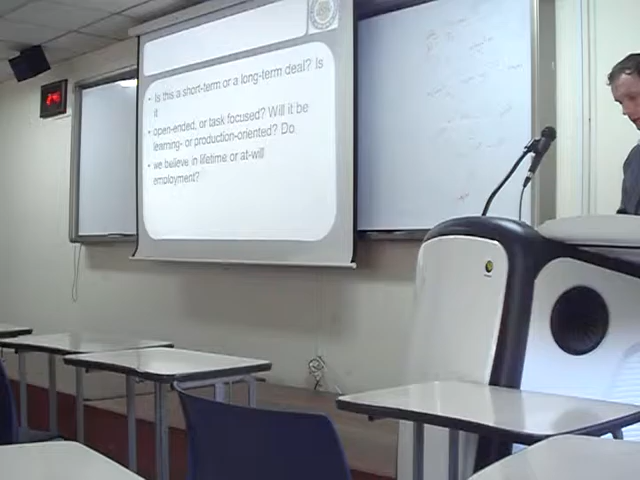 • Is this a short-term or a long-term deal? Is
it
• open-ended, or task focused? Will it be
learning- or production-oriented? Do
• we believe in lifetime or at-will
employment?